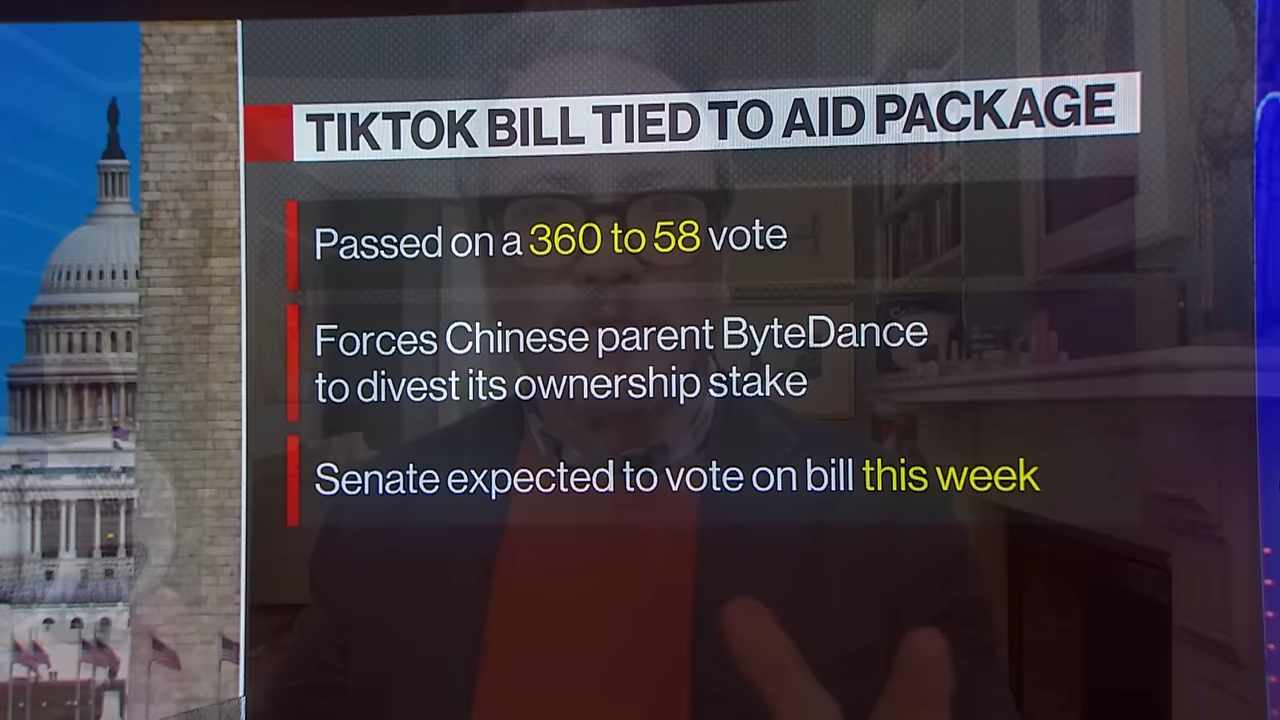 TIKTOK BILL TIED TO AID PACKAGE
Passed on a 360 to 58 vote
Forces Chinese parent ByteDance
to divest its ownership stake
Senate expected to vote on bill this week